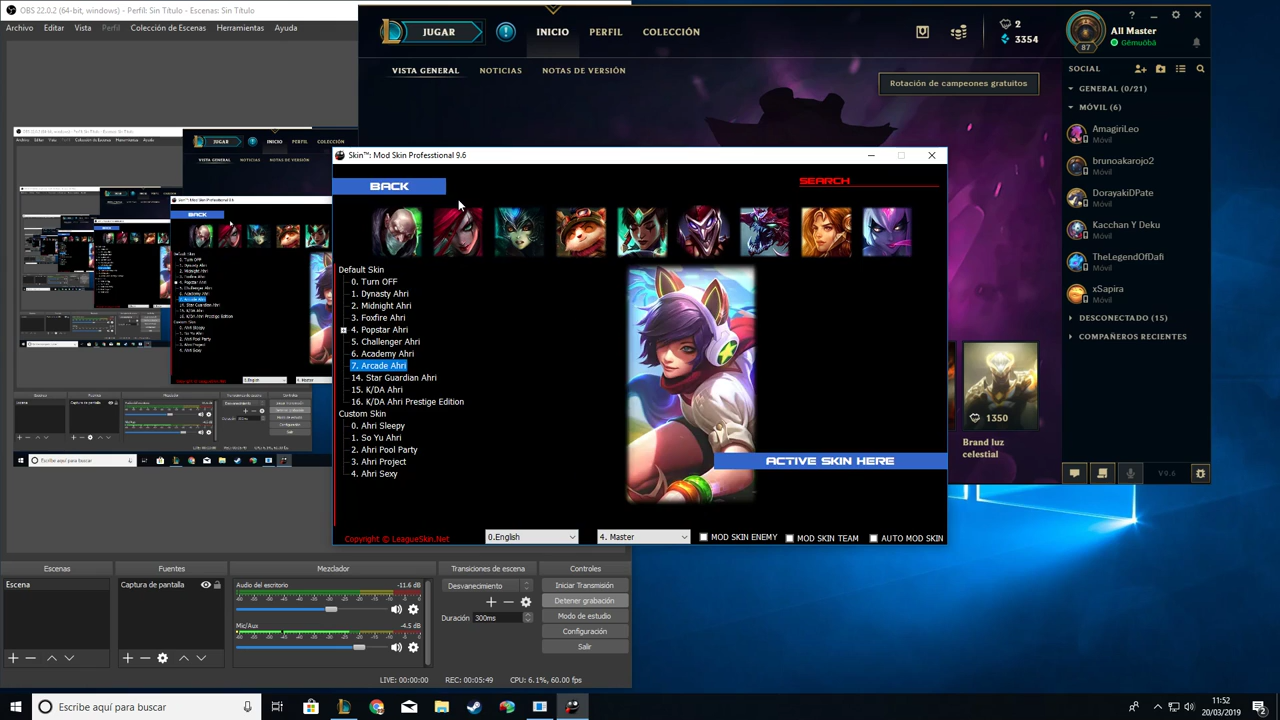 OBS 22.0.2 (64-bit, windows) - Perfil: Sin Título - Escenas: Sin Título
Archivo Editar Vista Perfil Colección de Escenas Herramientas Ayuda
JUGAR
INICIO PERFIL COLECCIÓN
2
3354
87
All Master
Gêmuôbà
VISTA GENERAL NOTICIAS NOTAS DE VERSIÓN
Rotación de campeones gratuitos
SOCIAL
GENERAL (0/21)
MÓVIL (6)
AmagiriLeo
Móvil
brunoakarojo2
Móvil
DorayakiDPate
Móvil
Kacchan Y Deku
Móvil
TheLegendOfDafi
Móvil
xSapira
Móvil
DESCONECTADO (15)
COMPAÑEROS RECIENTES
1350
Brand luz
celestial
V9.6
Skin™: Mod Skin Professtional 9.6
BACK
SEARCH
Default Skin
0. Turn OFF
1. Dynasty Ahri
2. Midnight Ahri
3. Foxfire Ahri
4. Popstar Ahri
5. Challenger Ahri
6. Academy Ahri
7. Arcade Ahri
14. Star Guardian Ahri
15. K/DA Ahri
16. K/DA Ahri Prestige Edition
Custom Skin
0. Ahri Sleepy
1. So Yu Ahri
2. Ahri Pool Party
3. Ahri Project
4. Ahri Sexy
ACTIVE SKIN HERE
Copyright © LeagueSkin.Net
0.English
4. Master
MOD SKIN ENEMY
MOD SKIN TEAM
AUTO MOD SKIN
Escenas
Escena
Fuentes
Captura de pantalla
Mezclador
Audio del escritorio -11.6 dB
Mic/Aux -4.5 dB
Transiciones de escena
Desvanecimiento
Duración 300ms
Controles
Iniciar Transmisión
Detener grabación
Modo de estudio
Configuración
Salir
LIVE: 00:00:00 REC: 00:05:49 CPU: 6.1%, 60.00 fps
Escribe aquí para buscar
11:52
20/03/2019